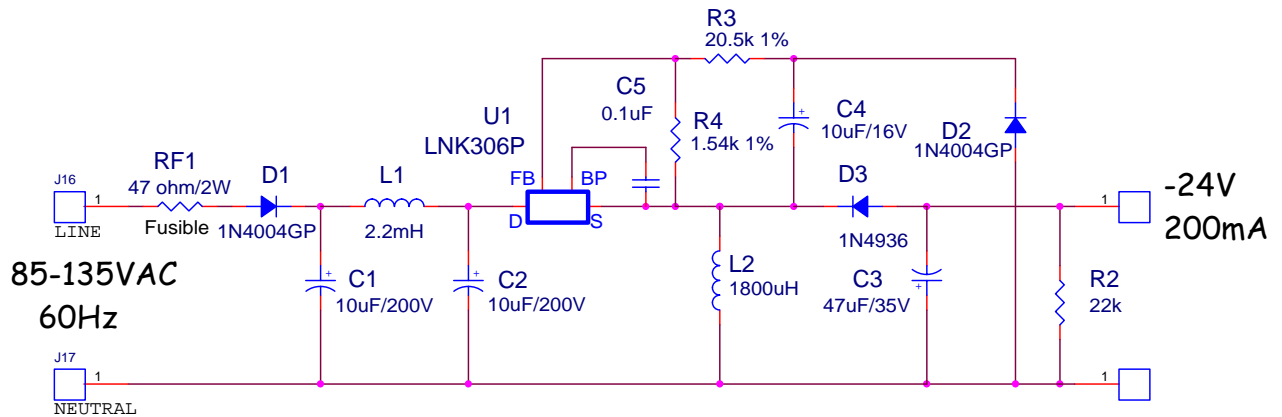 R3
20.5k 1%
C5
0.1uF
U1
LNK306P
R4
1.54k 1%
C4
10uF/16V
D2
1N4004GP
RF1
47 ohm/2W
Fusible
D1
1N4004GP
L1
2.2mH
FB
BP
D
S
D3
1N4936
J16
1
LINE
1
-24V
200mA
85-135VAC
60Hz
+
C1
10uF/200V
+
C2
10uF/200V
+
L2
1800uH
C3
47uF/35V
+
R2
22k
J17
1
NEUTRAL
1